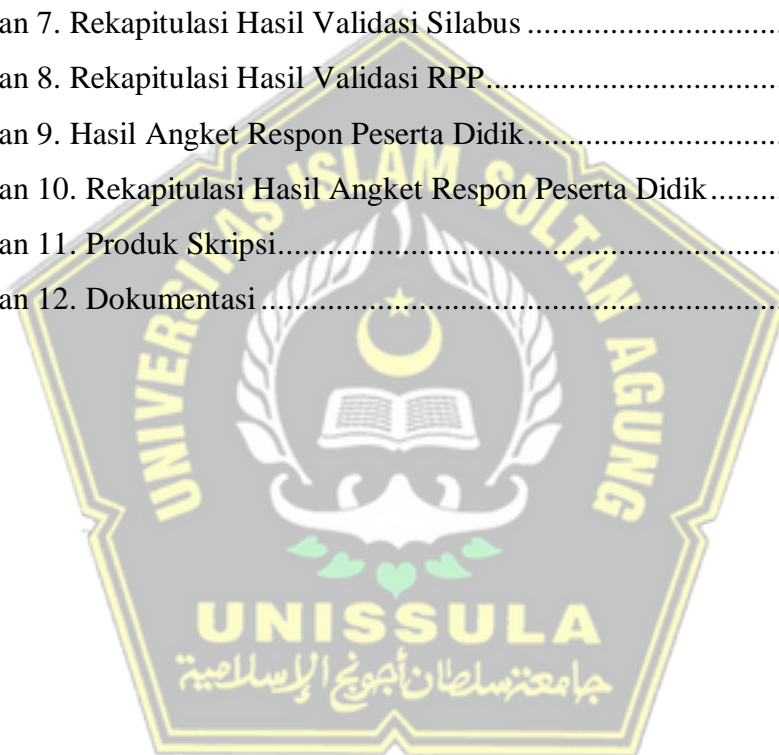 an 7. Rekapitulasi Hasil Validasi Silabus ............................
an 8. Rekapitulasi Hasil Validasi RPP.................................
an 9. Hasil Angket Respon Peserta Didik............................
an 10. Rekapitulasi Hasil Angket Respon Peserta Didik.......
an 11. Produk Skripsi..........................................................
an 12. Dokumentasi............................................................
UNIVERSITAS ISLAM SULTAN AGUNG
UNISSULA
جامعة سلطان أجونج الإسلامية